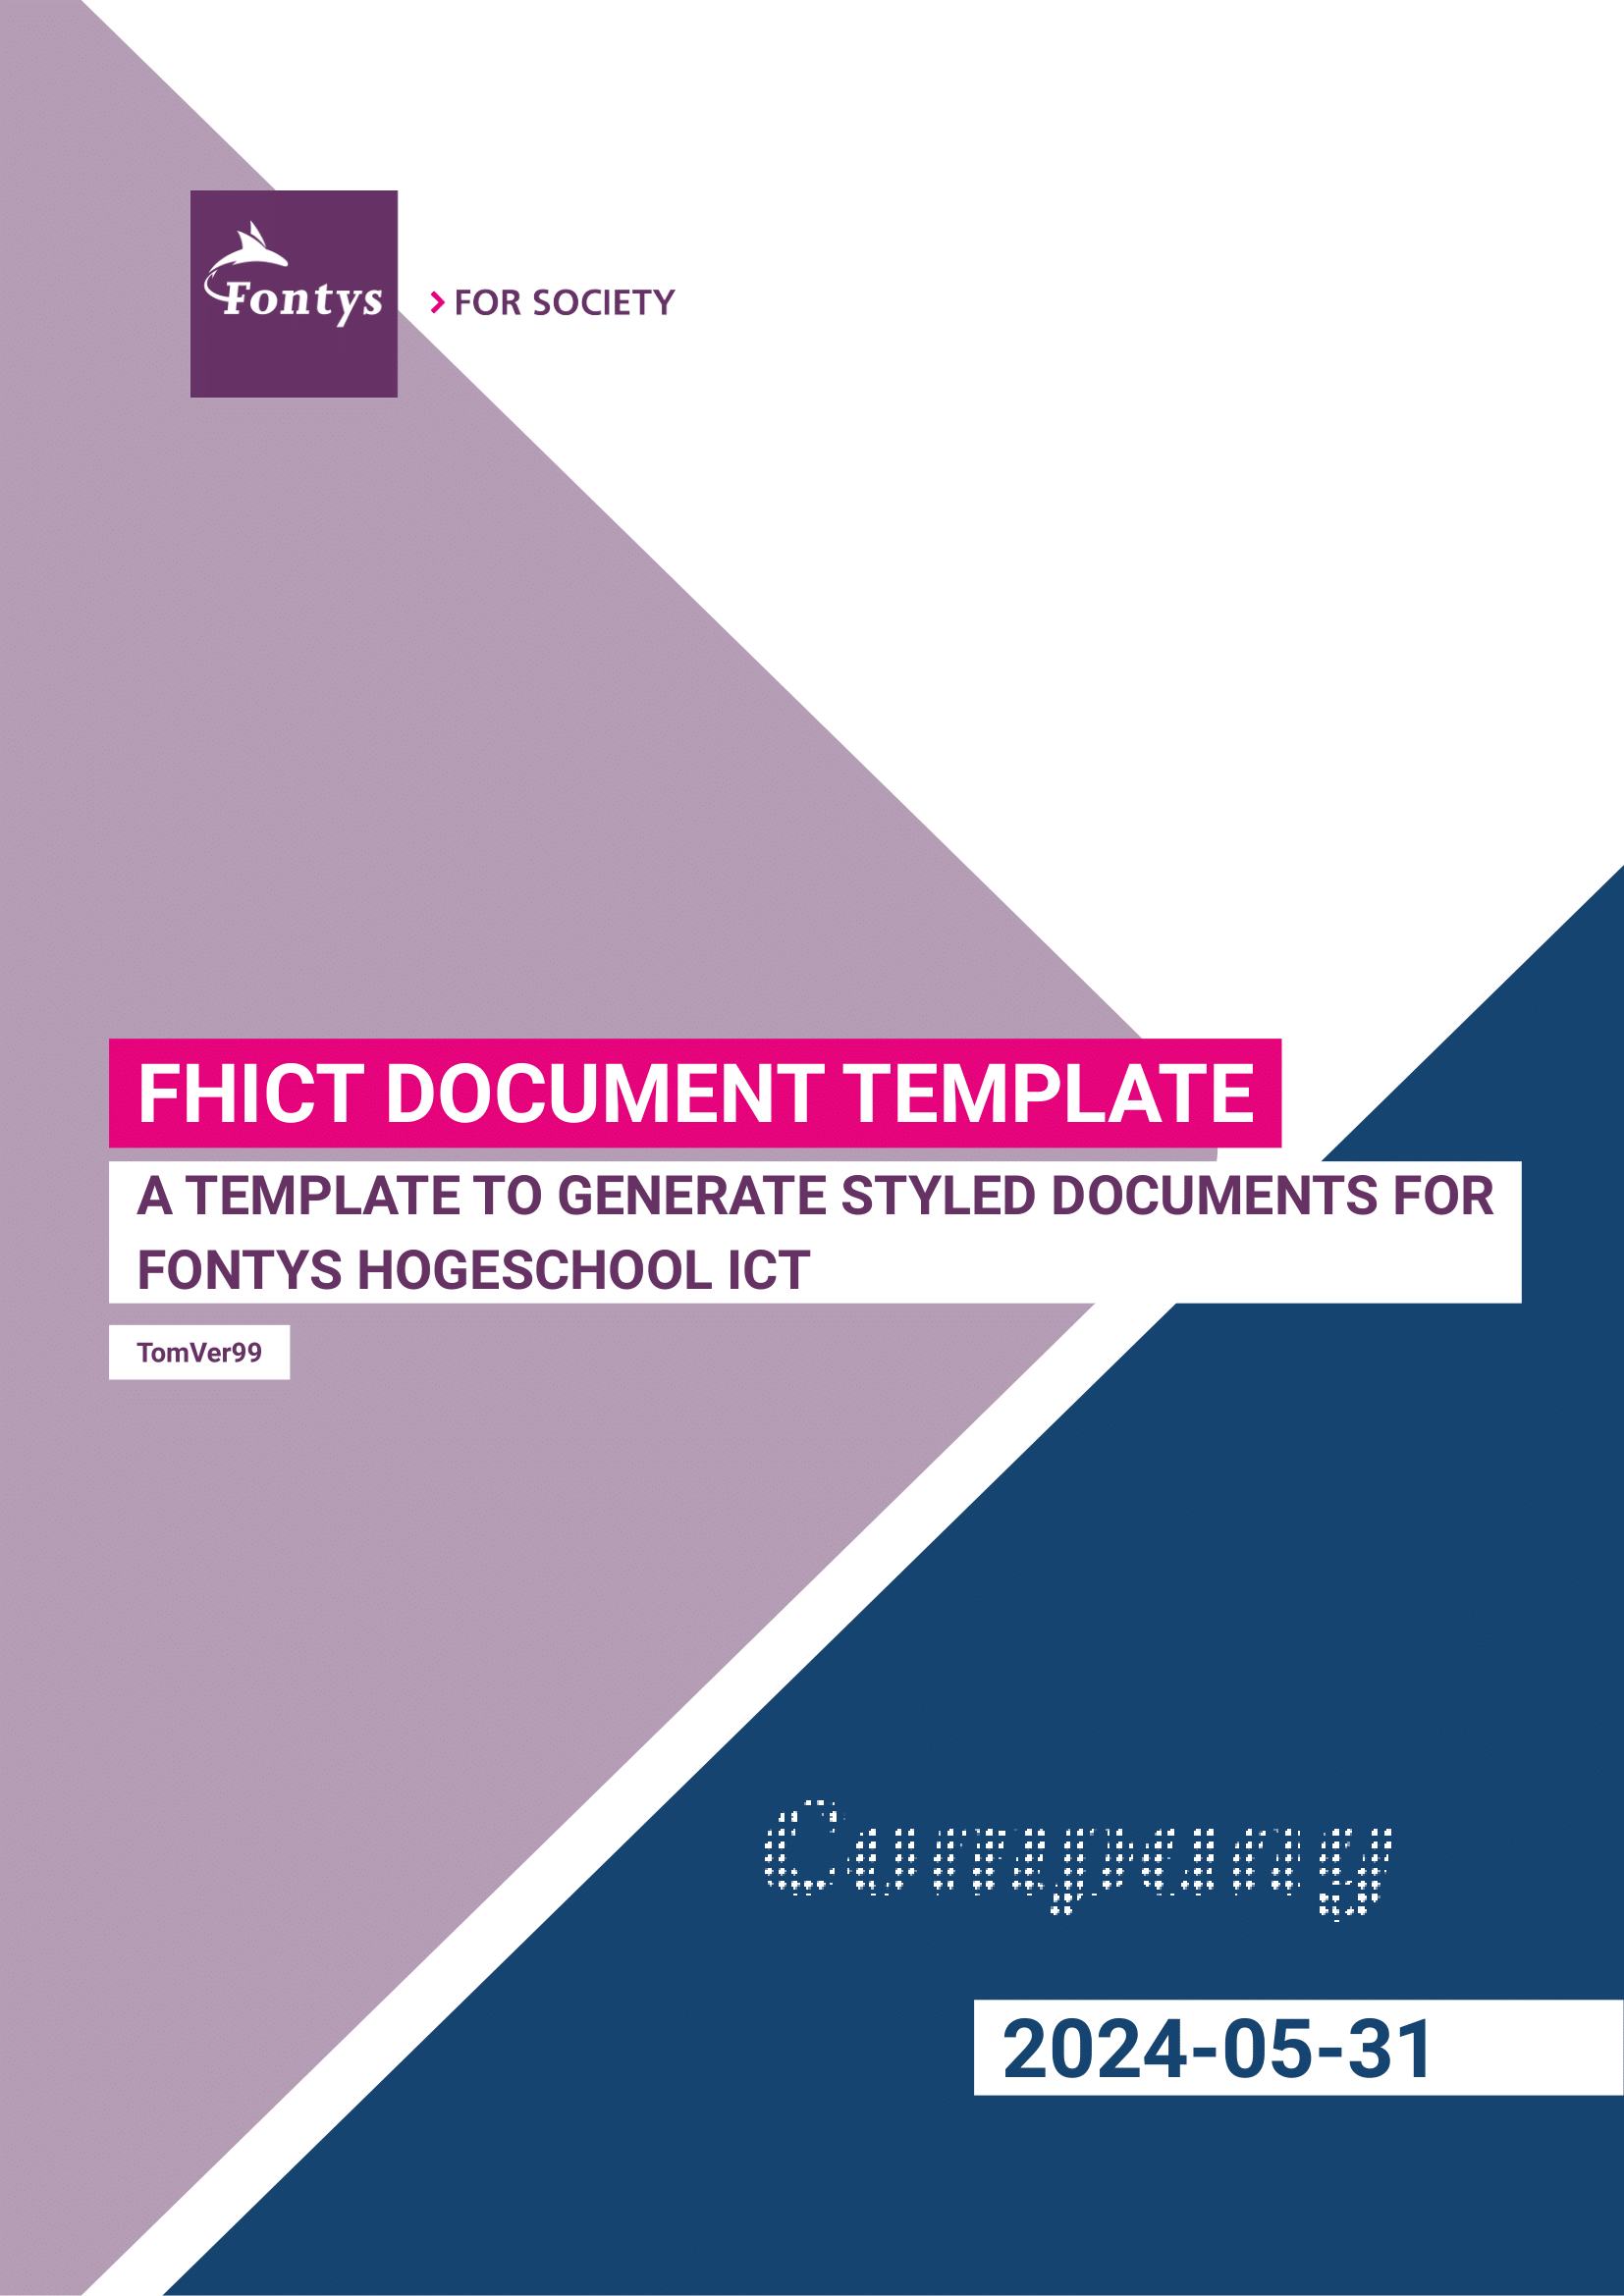 Fontys
FOR SOCIETY
FHICT DOCUMENT TEMPLATE
A TEMPLATE TO GENERATE STYLED DOCUMENTS FOR
FONTYS HOGESCHOOL ICT
TomVer99
Company
2024-05-31